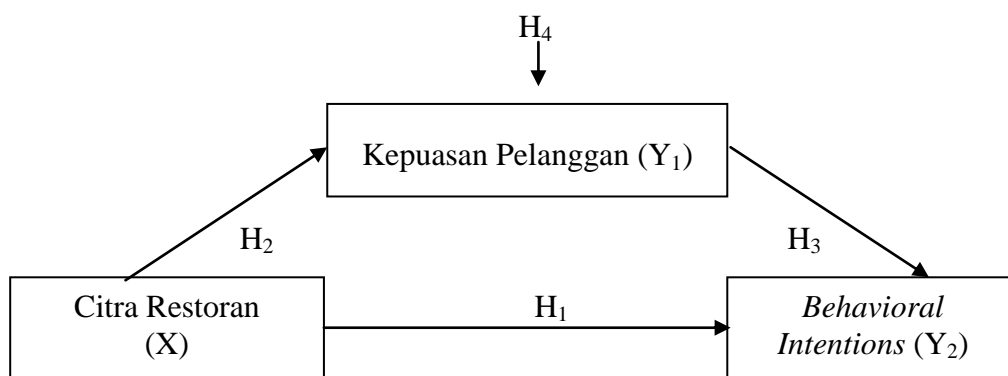 H₄
Kepuasan Pelanggan (Y₁)
H₂
H₃
Citra Restoran
(X)
H₁
Behavioral
Intentions (Y₂)